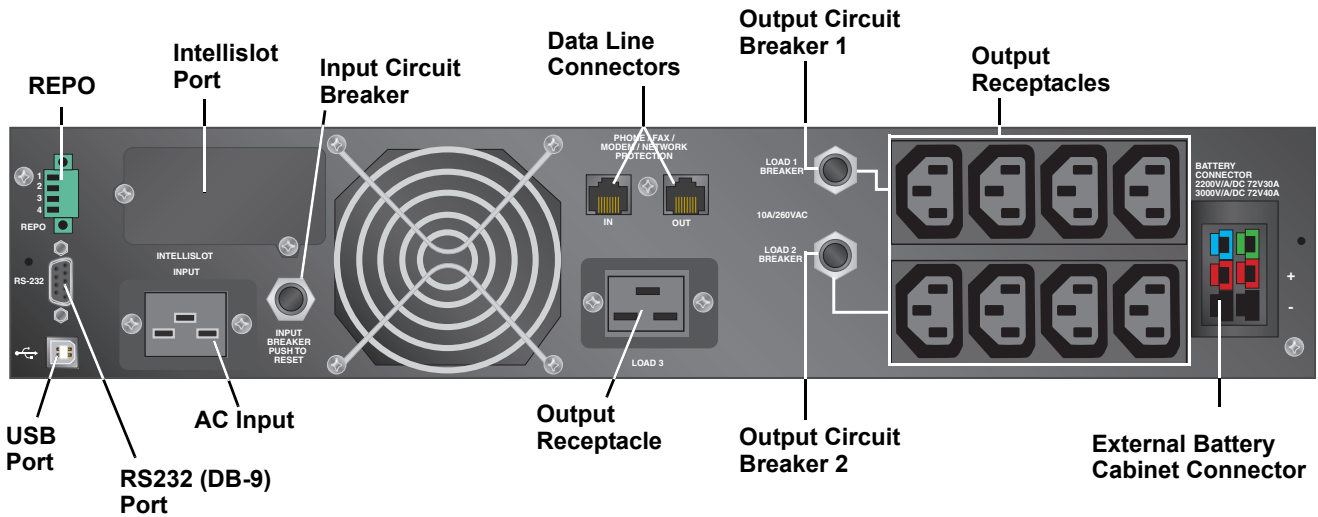 REPO
Intellislot
Port
Input Circuit
Breaker
Data Line
Connectors
Output Circuit
Breaker 1
Output
Receptacles
1
2
3
4
REPO
RS-232
INTELLISLOT
INPUT
INPUT
BREAKER
PUSH TO
RESET
PHONE / FAX /
MODEM / NETWORK
PROTECTION
IN
OUT
LOAD 3
LOAD 1
BREAKER
10A/260VAC
LOAD 2
BREAKER
BATTERY
CONNECTOR
2200V/A/DC 72V30A
3000V/A/DC 72V40A
+
-
USB
Port
RS232 (DB-9)
Port
AC Input
Output
Receptacle
Output Circuit
Breaker 2
External Battery
Cabinet Connector